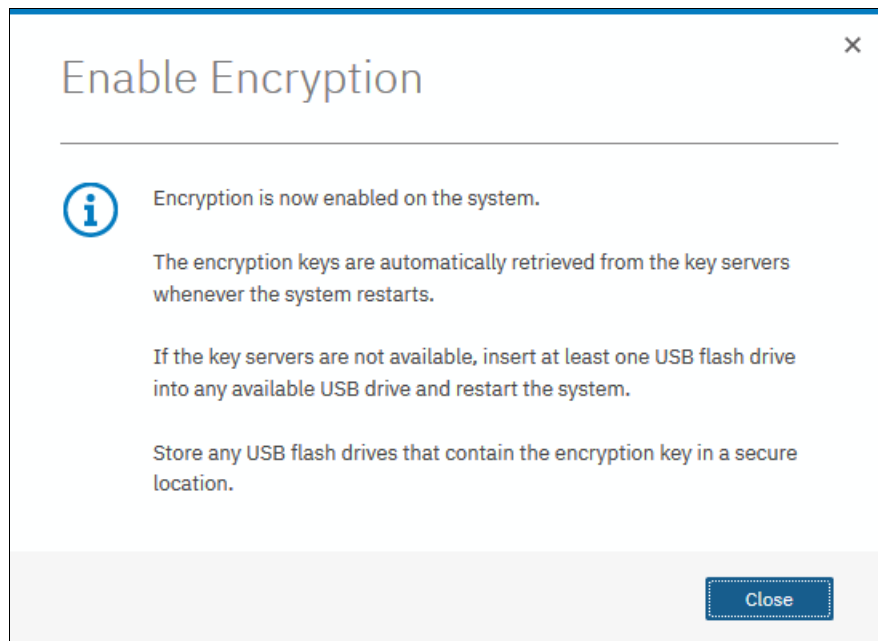 Enable Encryption
Encryption is now enabled on the system.
The encryption keys are automatically retrieved from the key servers
whenever the system restarts.
If the key servers are not available, insert at least one USB flash drive
into any available USB drive and restart the system.
Store any USB flash drives that contain the encryption key in a secure
location.
Close